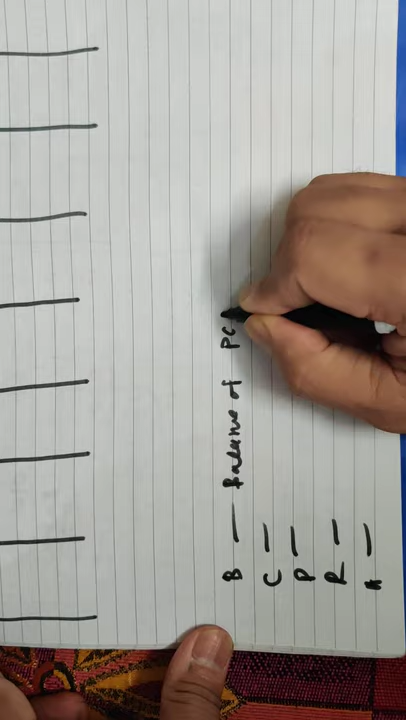 B — Balance of PC
C —
P —
R —
A —